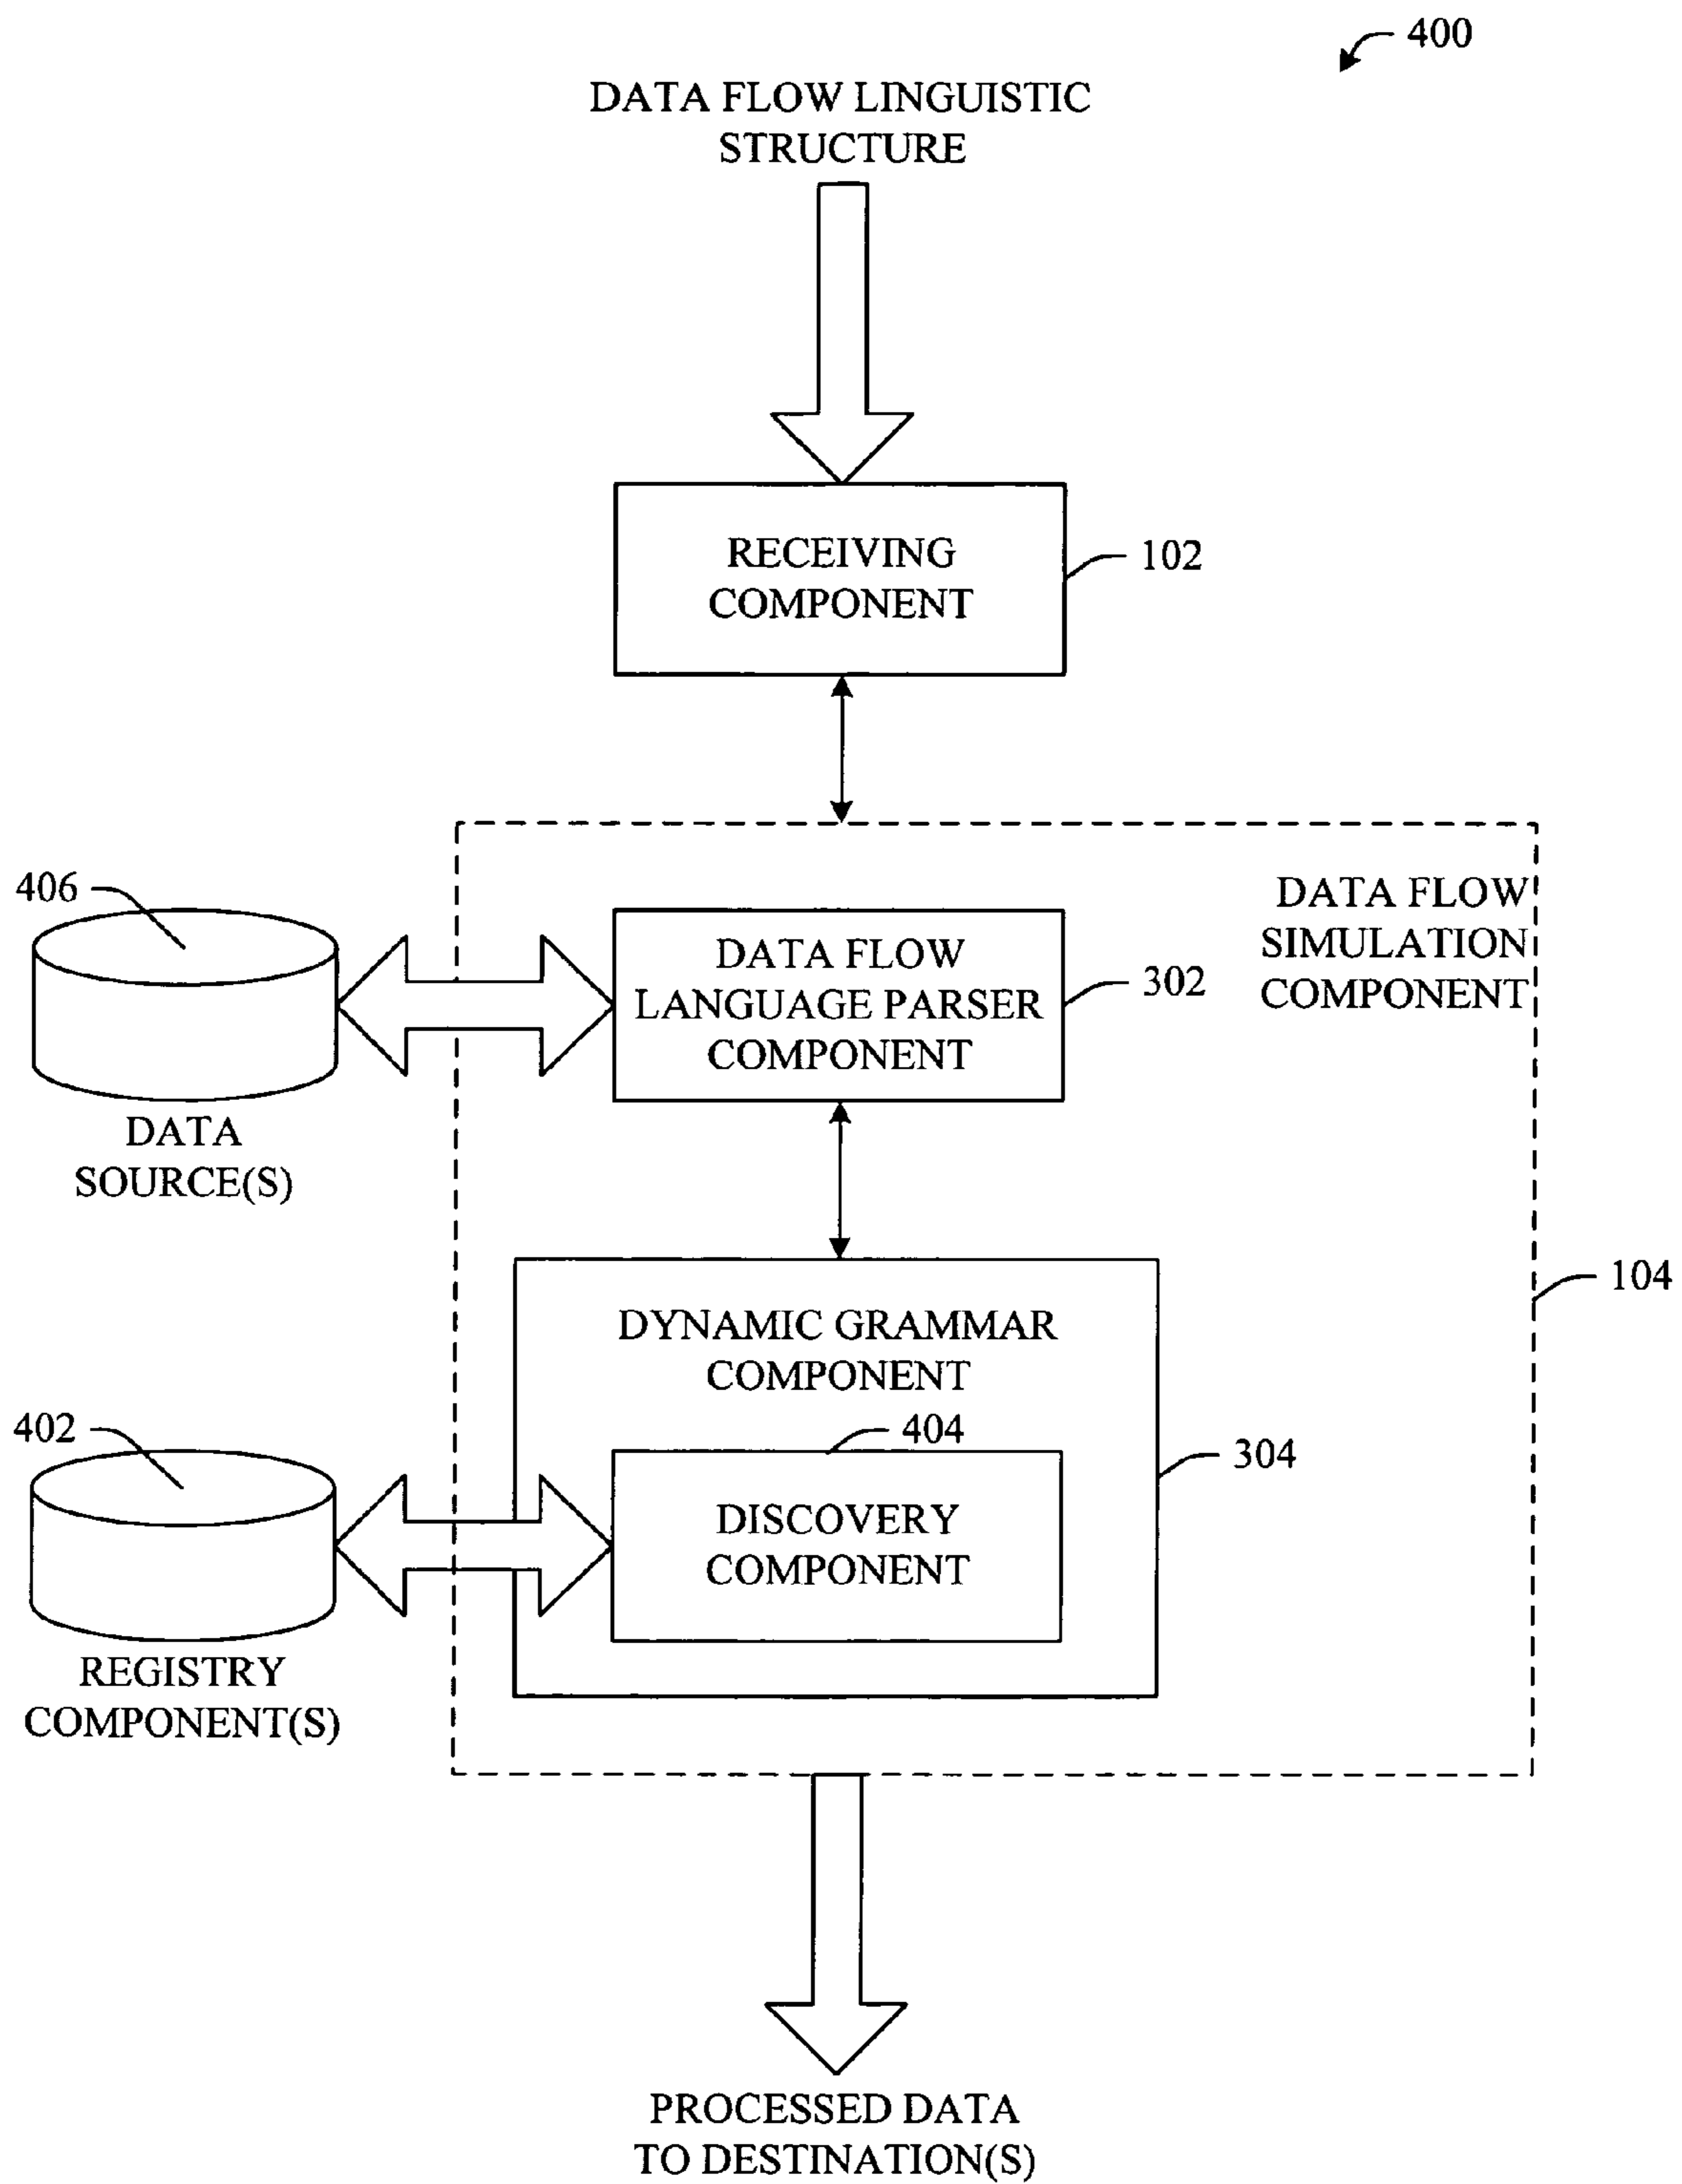 400
DATA FLOW LINGUISTIC
STRUCTURE
RECEIVING
COMPONENT
102
406
DATA
SOURCE(S)
DATA FLOW
LANGUAGE PARSER
COMPONENT
302
DATA FLOW
SIMULATION
COMPONENT
104
DYNAMIC GRAMMAR
COMPONENT
304
402
REGISTRY
COMPONENT(S)
404
DISCOVERY
COMPONENT
PROCESSED DATA
TO DESTINATION(S)